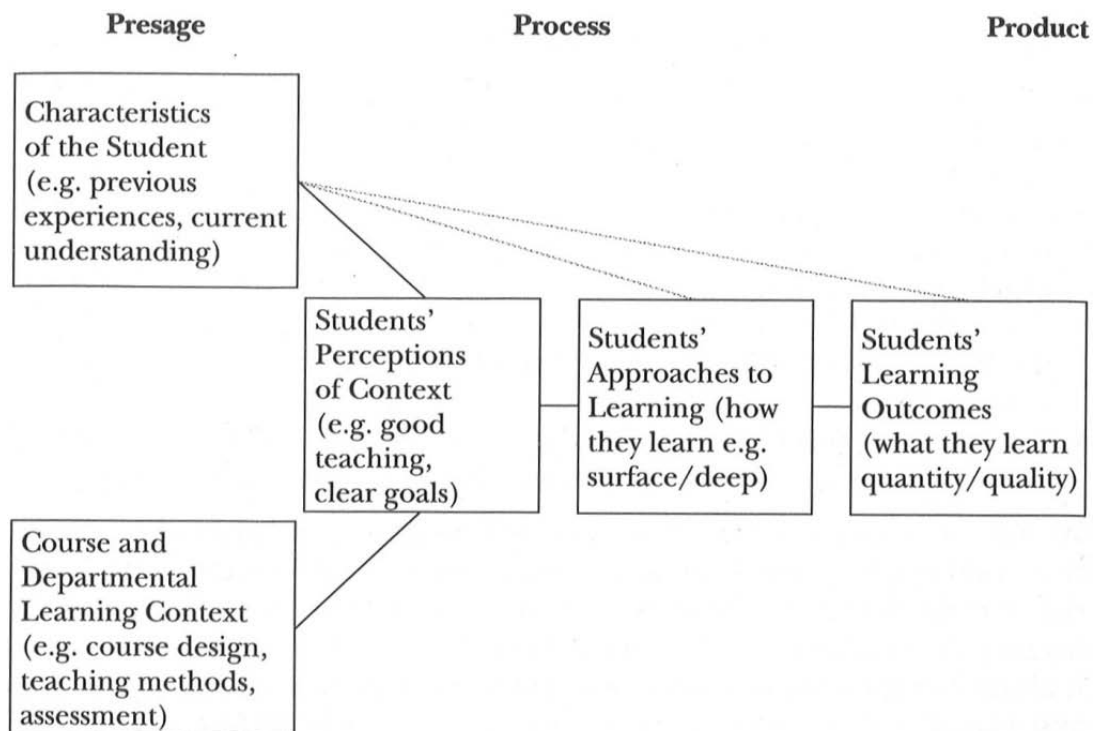 Presage Process Product
Characteristics
of the Student
(e.g. previous
experiences, current
understanding)
Students’
Perceptions
of Context
(e.g. good
teaching,
clear goals)
Students’
Approaches to
Learning (how
they learn e.g.
surface/deep)
Students’
Learning
Outcomes
(what they learn
quantity/quality)
Course and
Departmental
Learning Context
(e.g. course design,
teaching methods,
assessment)